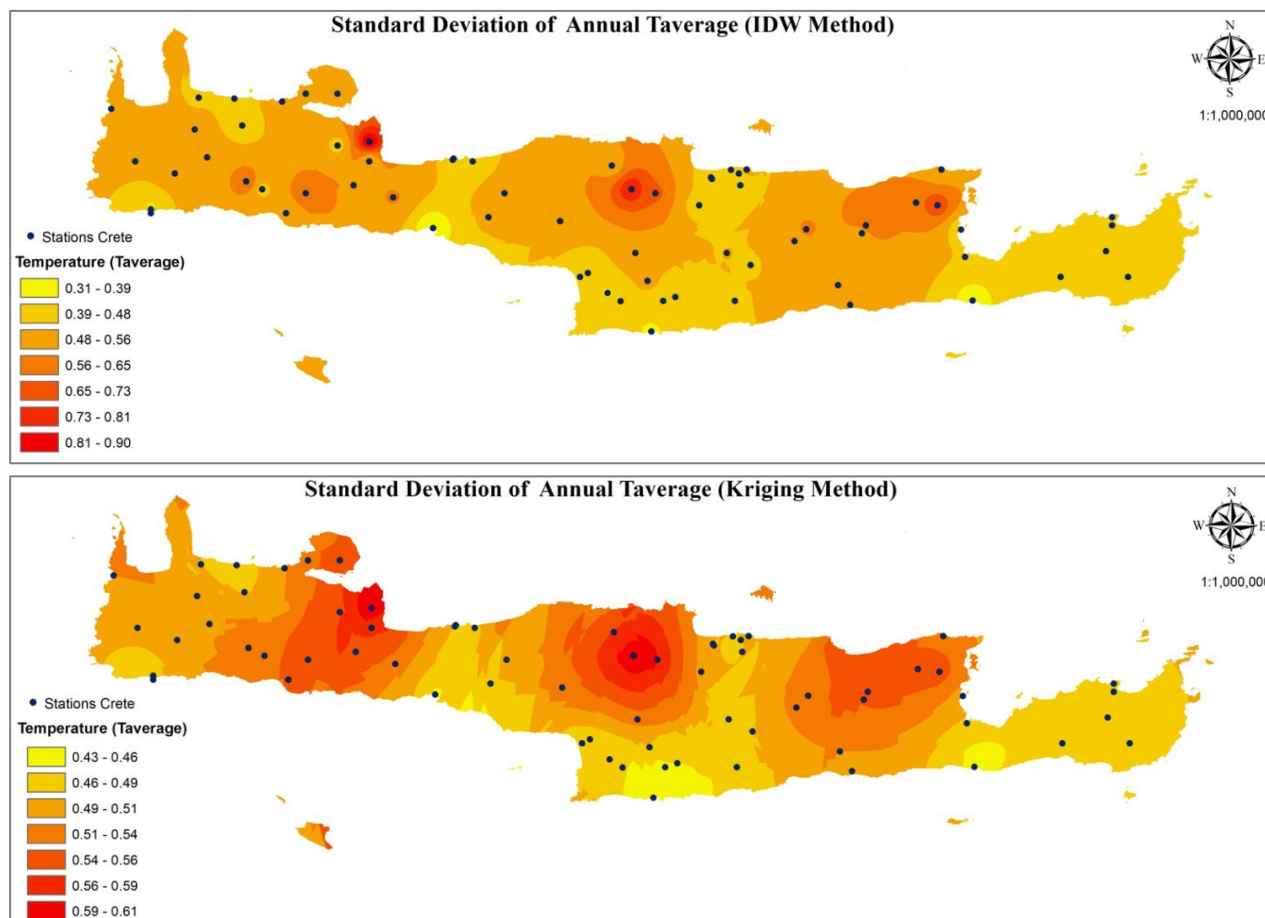 Standard Deviation of Annual Taverage (IDW Method)
N
W E
S
1:1,000,000
Stations Crete
Temperature (Taverage)
0.31 - 0.39
0.39 - 0.48
0.48 - 0.56
0.56 - 0.65
0.65 - 0.73
0.73 - 0.81
0.81 - 0.90
Standard Deviation of Annual Taverage (Kriging Method)
N
W E
S
1:1,000,000
Stations Crete
Temperature (Taverage)
0.43 - 0.46
0.46 - 0.49
0.49 - 0.51
0.51 - 0.54
0.54 - 0.56
0.56 - 0.59
0.59 - 0.61